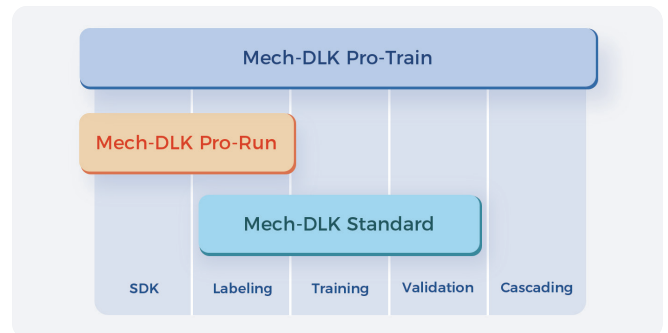 Mech-DLK Pro-Train
Mech-DLK Pro-Run
Mech-DLK Standard
SDK Labeling Training Validation Cascading